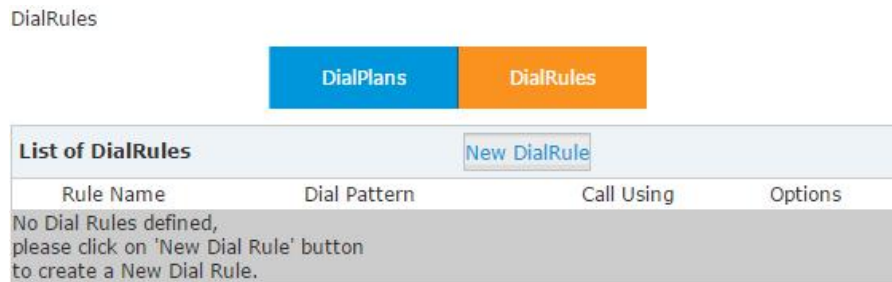 DialRules
DialPlans DialRules
List of DialRules New DialRule
Rule Name Dial Pattern Call Using Options
No Dial Rules defined,
please click on 'New Dial Rule' button
to create a New Dial Rule.